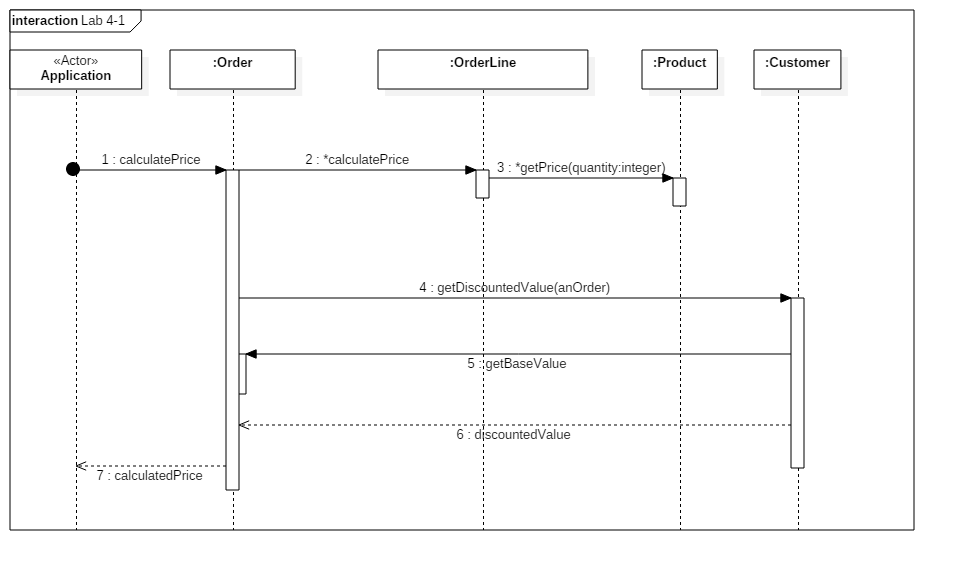 interaction Lab 4-1
«Actor»
Application
:Order
:OrderLine
:Product
:Customer
1 : calculatePrice
2 : *calculatePrice
3 : *getPrice(quantity:integer)
4 : getDiscountedValue(anOrder)
5 : getBaseValue
6 : discountedValue
7 : calculatedPrice